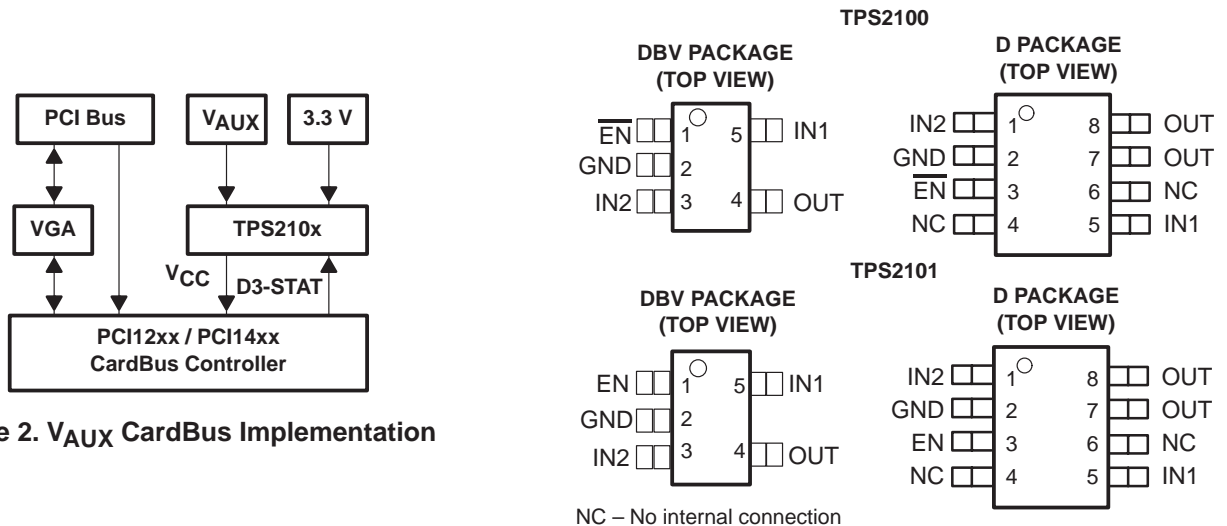 PCI Bus
VAUX
3.3 V
VGA
TPS210x
VCC
D3-STAT
PCI12xx / PCI14xx
CardBus Controller
e 2. VAUX CardBus Implementation
TPS2100
DBV PACKAGE
(TOP VIEW)
EN 1 5 IN1
GND 2
IN2 3 4 OUT
D PACKAGE
(TOP VIEW)
IN2 1 8 OUT
GND 2 7 OUT
EN 3 6 NC
NC 4 5 IN1
TPS2101
DBV PACKAGE
(TOP VIEW)
EN 1 5 IN1
GND 2
IN2 3 4 OUT
D PACKAGE
(TOP VIEW)
IN2 1 8 OUT
GND 2 7 OUT
EN 3 6 NC
NC 4 5 IN1
NC – No internal connection